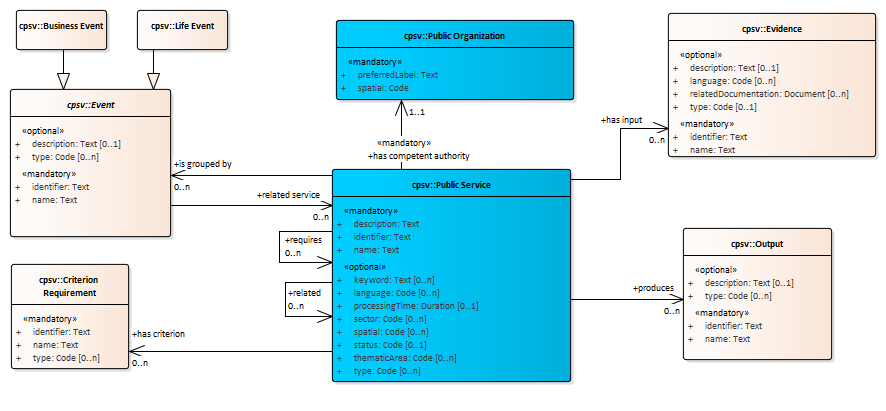 cpsv::Business Event
cpsv::Life Event
cpsv::Event
«optional»
+ description: Text [0..1]
+ type: Code [0..n]
«mandatory»
+ identifier: Text
+ name: Text
cpsv::Public Organization
«mandatory»
+ preferredLabel: Text
+ spatial: Code
cpsv::Evidence
«optional»
+ description: Text [0..1]
+ language: Code [0..n]
+ relatedDocumentation: Document [0..n]
+ type: Code [0..1]
«mandatory»
+ identifier: Text
+ name: Text
1..1
«mandatory»
+has competent authority
+has input
0..n
+is grouped by
0..n
+related service
0..n
cpsv::Public Service
«mandatory»
+ description: Text
+ identifier: Text
+ name: Text
«optional»
+ keyword: Text [0..n]
+ language: Code [0..n]
+ processingTime: Duration [0..1]
+ sector: Code [0..n]
+ spatial: Code [0..n]
+ status: Code [0..1]
+ thematicArea: Code [0..n]
+ type: Code [0..n]
+requires
0..n
+related
0..n
cpsv::Criterion
Requirement
«mandatory»
+ identifier: Text
+ name: Text
+ type: Code [0..n]
+has criterion
0..n
+produces
0..n
cpsv::Output
«optional»
+ description: Text [0..1]
+ type: Code [0..n]
«mandatory»
+ identifier: Text
+ name: Text